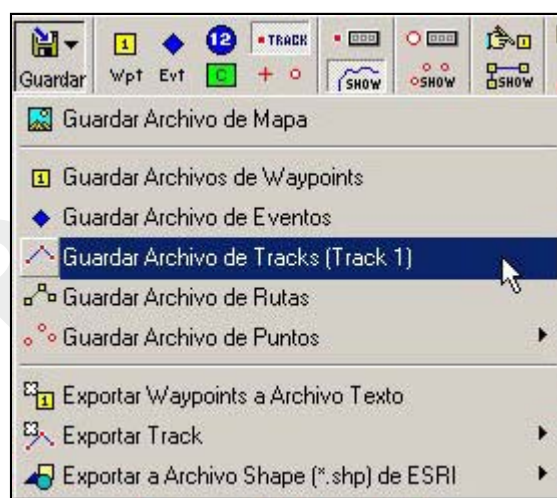 12 TRACK
Guardar Wpt Evt C SHOW SHOW SHOW
Guardar Archivo de Mapa
1 Guardar Archivos de Waypoints
Guardar Archivo de Eventos
Guardar Archivo de Tracks (Track 1)
Guardar Archivo de Rutas
Guardar Archivo de Puntos
1 Exportar Waypoints a Archivo Texto
Exportar Track
Exportar a Archivo Shape (*.shp) de ESRI